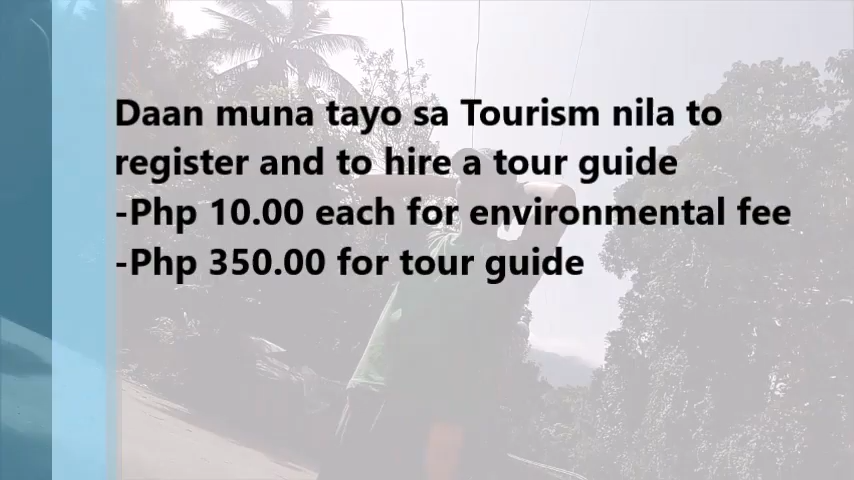 Daan muna tayo sa Tourism nila to
register and to hire a tour guide
-Php 10.00 each for environmental fee
-Php 350.00 for tour guide